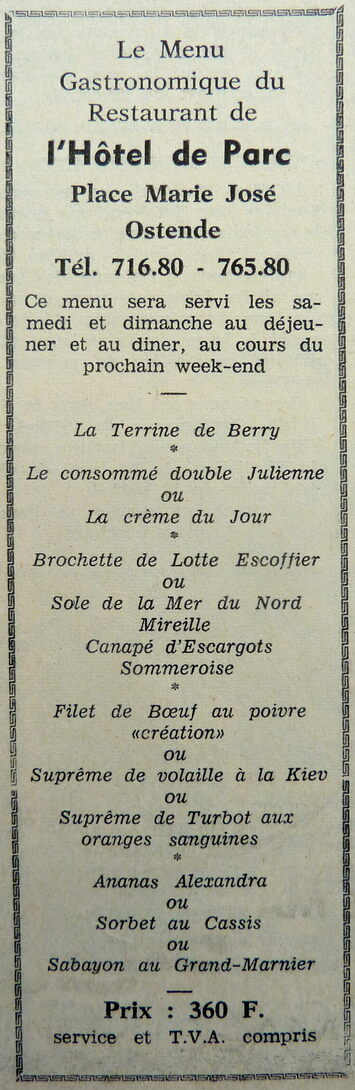 Le Menu
Gastronomique du
Restaurant de
l'Hôtel de Parc
Place Marie José
Ostende
Tél. 716.80 - 765.80
Ce menu sera servi les sa-
medi et dimanche au déjeu-
ner et au diner, au cours du
prochain week-end
—
La Terrine de Berry
*
Le consommé double Julienne
ou
La crème du Jour
*
Brochette de Lotte Escoffier
ou
Sole de la Mer du Nord
Mireille
Canapé d'Escargots
Sommeroise
*
Filet de Bœuf au poivre
«création»
ou
Suprême de volaille à la Kiev
ou
Suprême de Turbot aux
oranges sanguines
*
Ananas Alexandra
ou
Sorbet au Cassis
ou
Sabayon au Grand-Marnier
—
Prix : 360 F.
service et T.V.A. compris